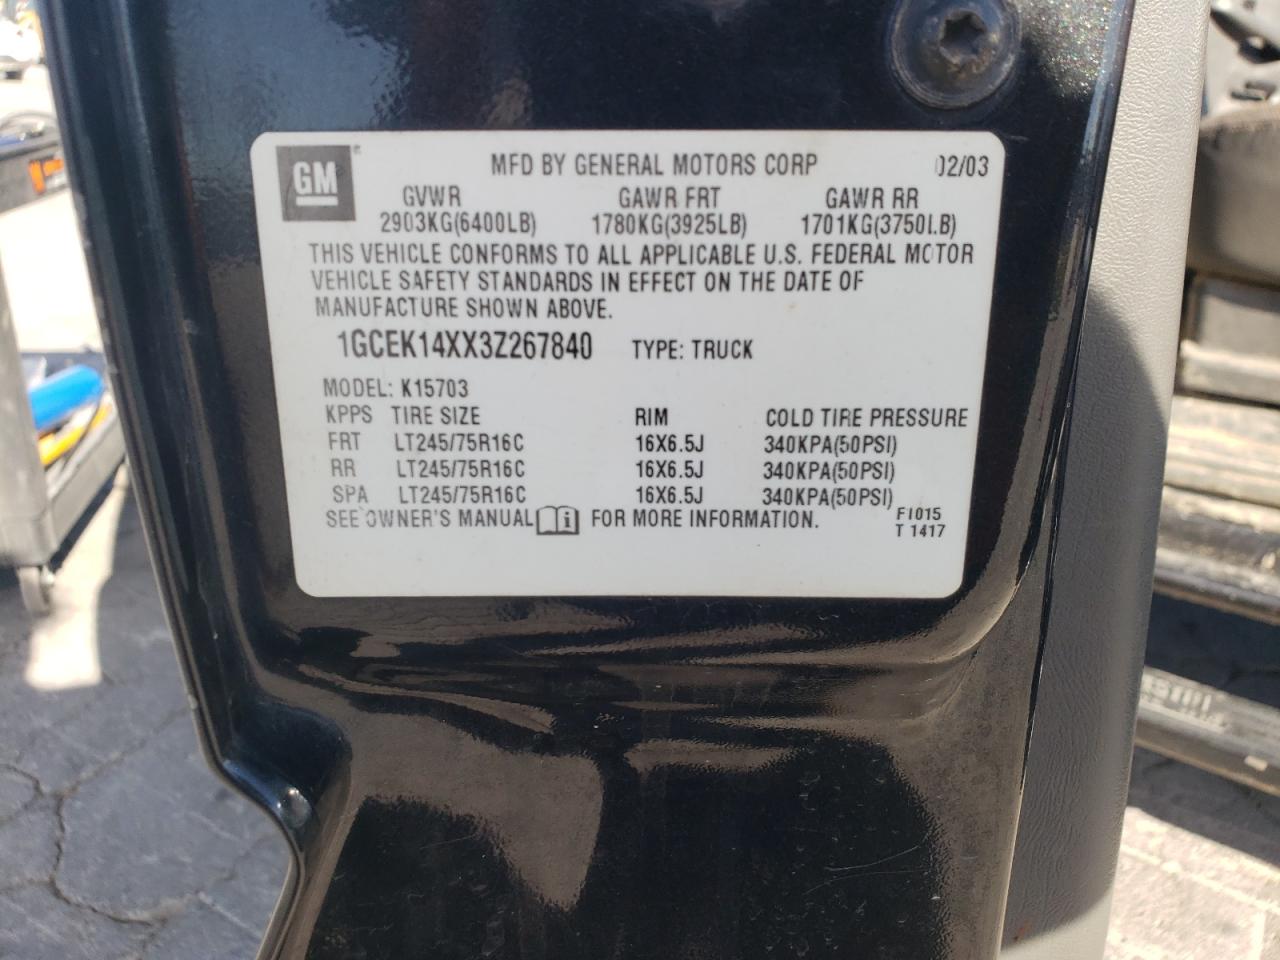 GM ® MFD BY GENERAL MOTORS CORP 02/03
GVWR GAWR FRT GAWR RR
2903KG(6400LB) 1780KG(3925LB) 1701KG(3750LB)
THIS VEHICLE CONFORMS TO ALL APPLICABLE U.S. FEDERAL MOTOR
VEHICLE SAFETY STANDARDS IN EFFECT ON THE DATE OF
MANUFACTURE SHOWN ABOVE.
1GCEK14XX3Z267840 TYPE: TRUCK
MODEL: K15703
KPPS TIRE SIZE RIM COLD TIRE PRESSURE
FRT LT245/75R16C 16X6.5J 340KPA(50PSI)
RR LT245/75R16C 16X6.5J 340KPA(50PSI)
SPA LT245/75R16C 16X6.5J 340KPA(50PSI)
SEE OWNER'S MANUAL i FOR MORE INFORMATION. F1015
T 1417